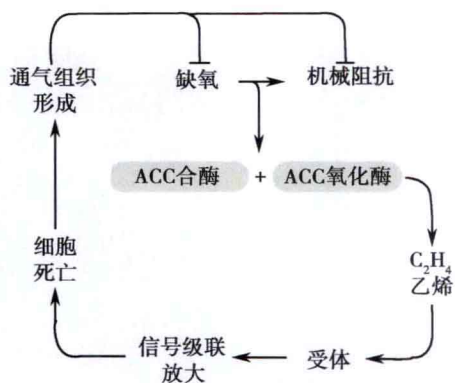 通气组织
形成
缺氧
机械阻抗
ACC合酶 + ACC氧化酶
细胞
死亡
C₂H₄
乙烯
信号级联
放大
受体